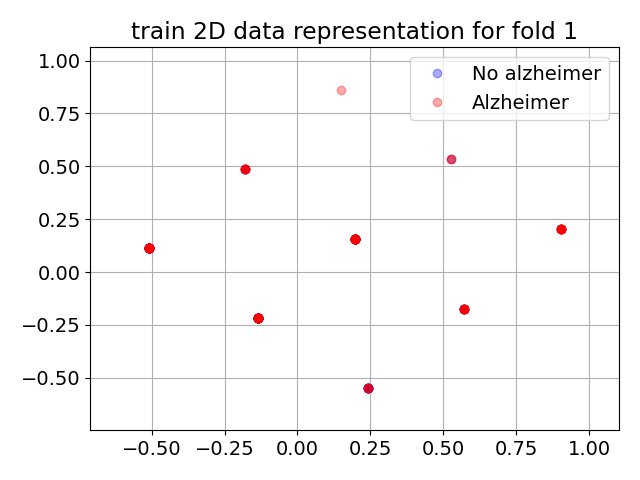 train 2D data representation for fold 1
No alzheimer
Alzheimer
1.00
0.75
0.50
0.25
0.00
−0.25
−0.50
−0.50 −0.25 0.00 0.25 0.50 0.75 1.00